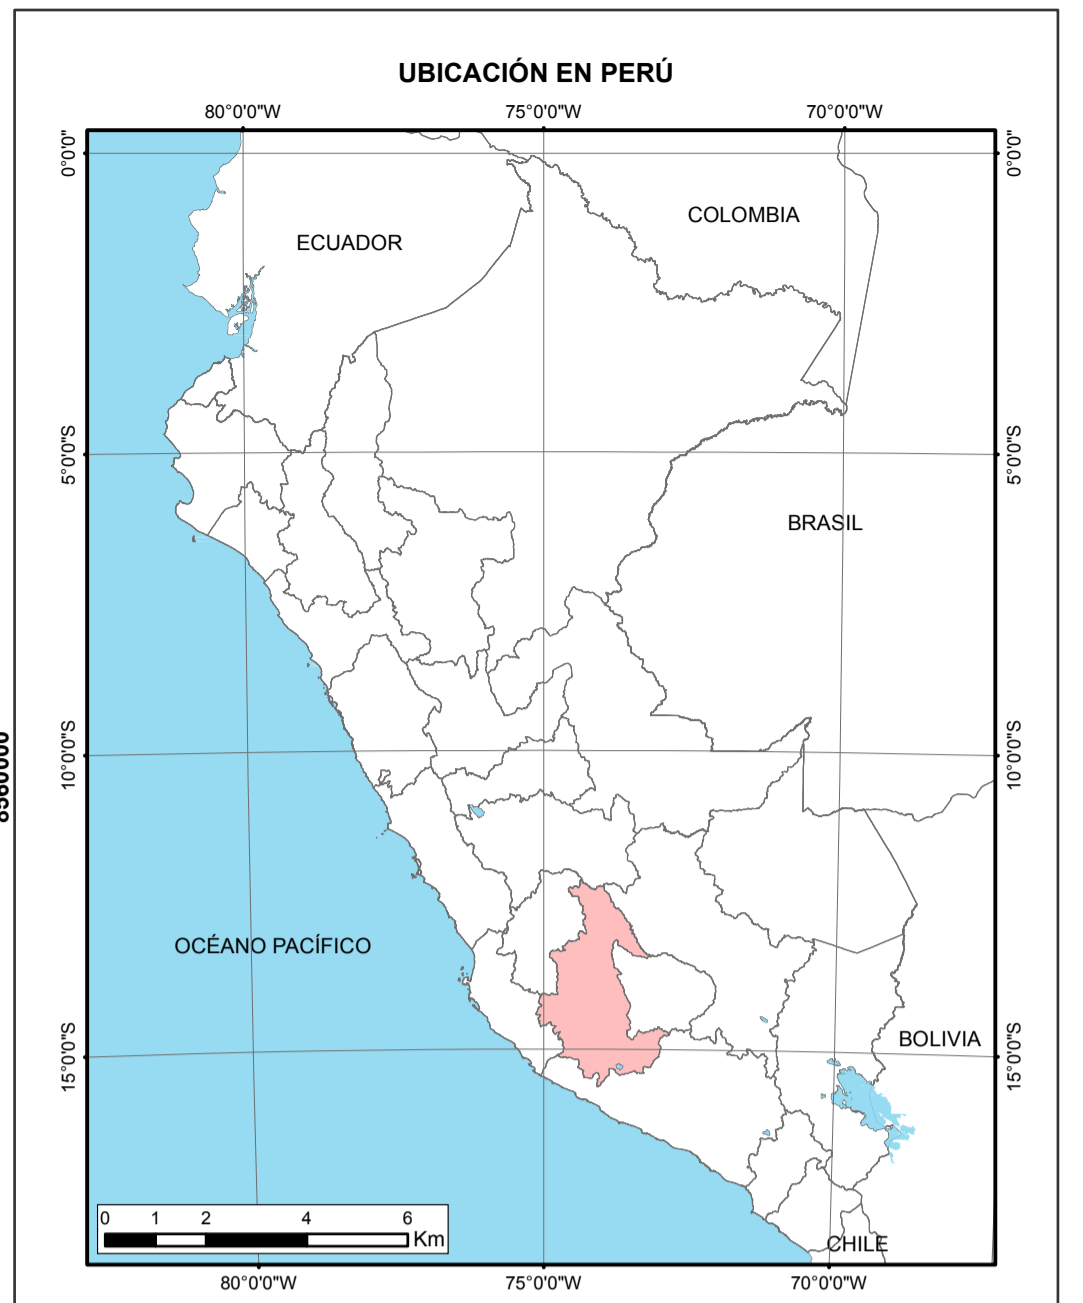 UBICACIÓN EN PERÚ
80°0'0"W 75°0'0"W 70°0'0"W
0°0'0" 0°0'0"
COLOMBIA
ECUADOR
5°0'0"S 5°0'0"S
BRASIL
10°0'0"S 10°0'0"S
8560000
OCÉANO PACÍFICO
15°0'0"S 15°0'0"S
BOLIVIA
0 1 2 4 6
Km
CHILE
80°0'0"W 75°0'0"W 70°0'0"W